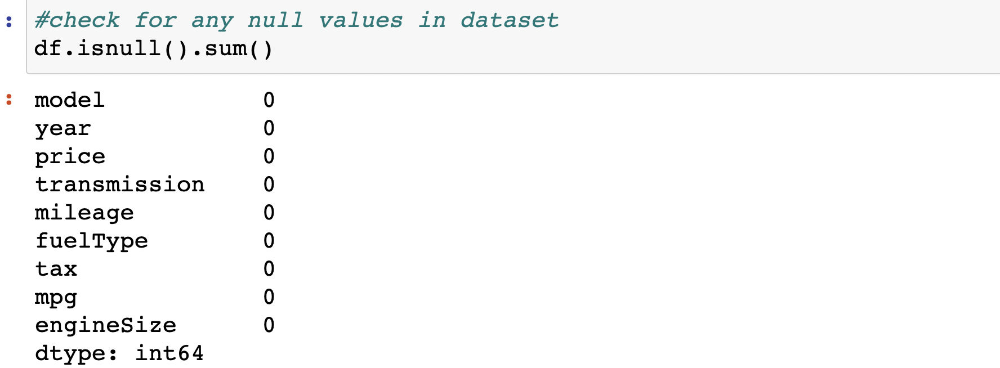 : #check for any null values in dataset
df.isnull().sum()
: model 0
year 0
price 0
transmission 0
mileage 0
fuelType 0
tax 0
mpg 0
engineSize 0
dtype: int64